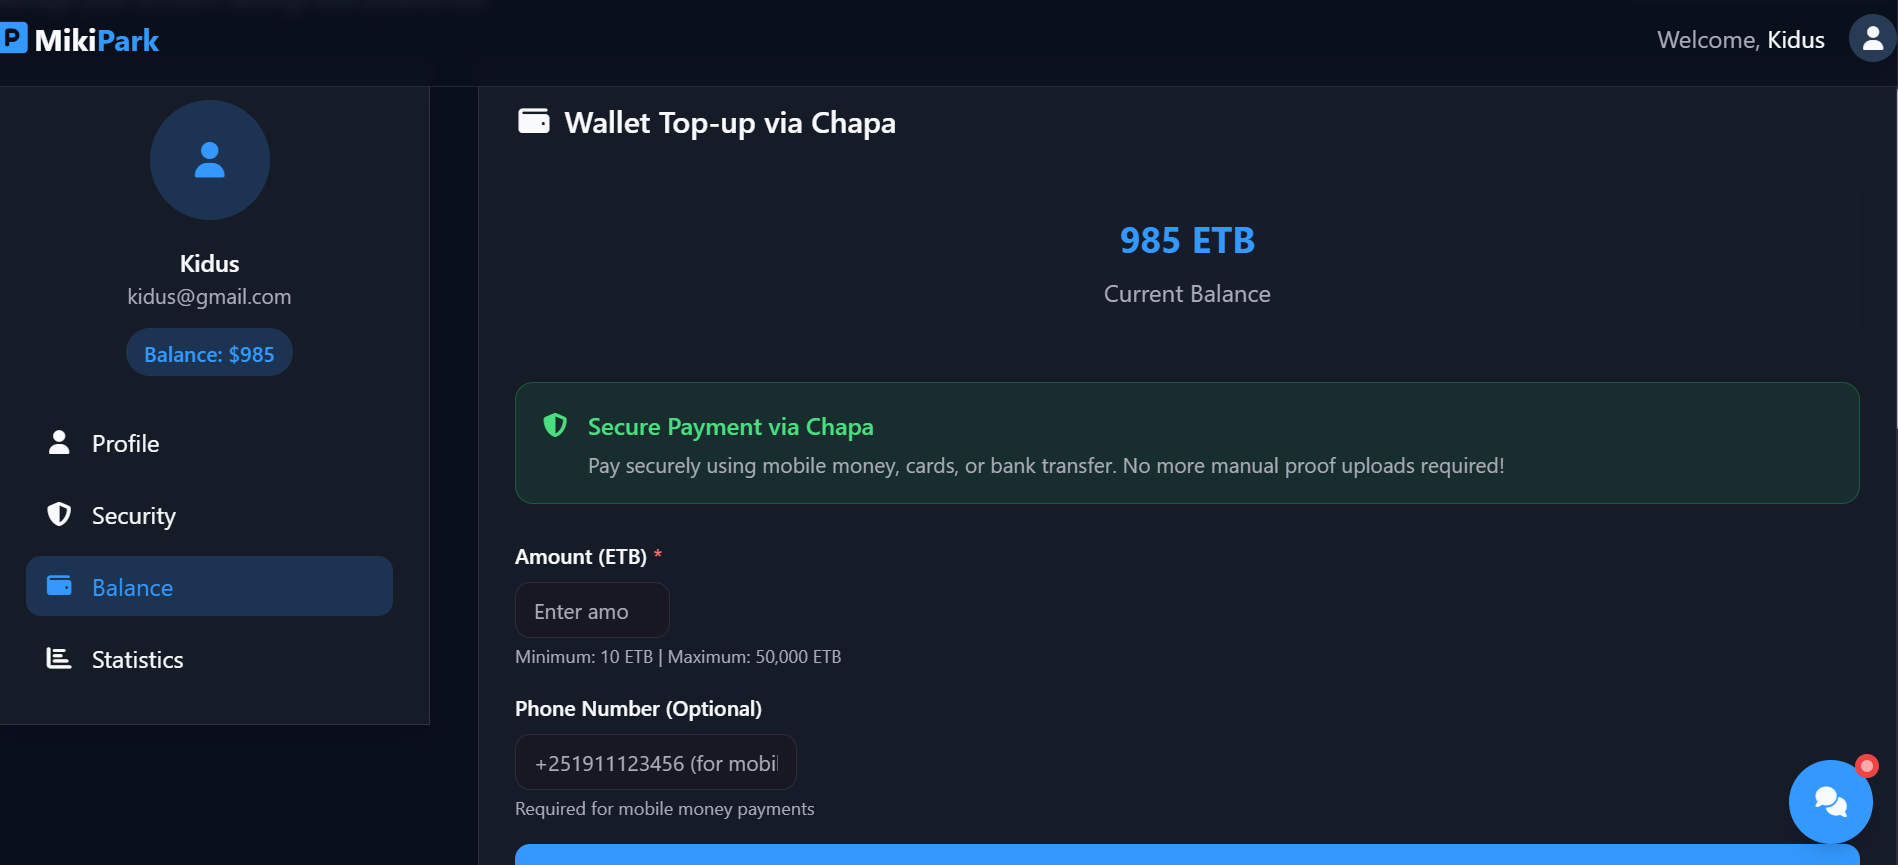 P MikiPark
Welcome, Kidus
Kidus
kidus@gmail.com
Balance: $985
Profile
Security
Balance
Statistics
Wallet Top-up via Chapa
985 ETB
Current Balance
Secure Payment via Chapa
Pay securely using mobile money, cards, or bank transfer. No more manual proof uploads required!
Amount (ETB) *
Enter amo
Minimum: 10 ETB | Maximum: 50,000 ETB
Phone Number (Optional)
+251911123456 (for mobil
Required for mobile money payments